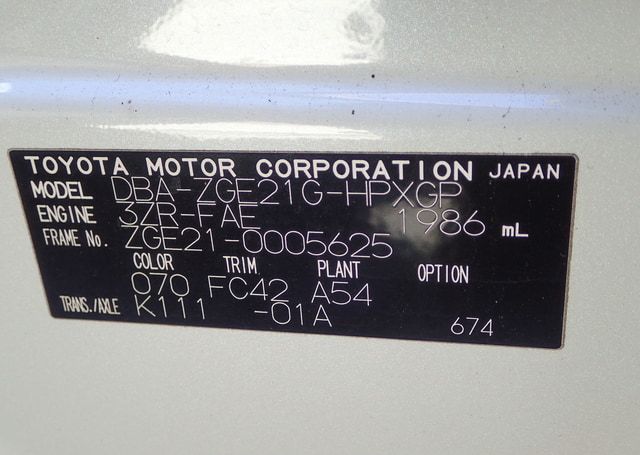 TOYOTA MOTOR CORPORATION JAPAN
MODEL DBA-ZGE21G-HPXGP
ENGINE 3ZR-FAE 1986 mL
FRAME No. ZGE21-0005625
COLOR TRIM PLANT OPTION
070 FC42 A54
TRANS./AXLE K111 -01A
674